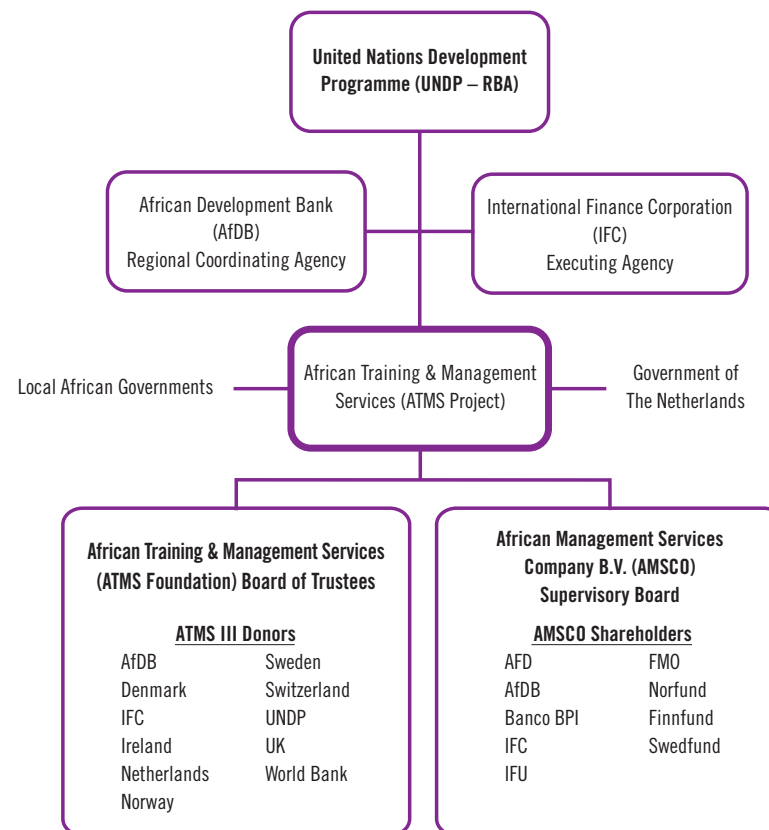 United Nations Development
Programme (UNDP – RBA)
African Development Bank
(AfDB)
Regional Coordinating Agency
International Finance Corporation
(IFC)
Executing Agency
Local African Governments
African Training & Management
Services (ATMS Project)
Government of
The Netherlands
African Training & Management Services
(ATMS Foundation) Board of Trustees
ATMS III Donors
AfDB
Denmark
IFC
Ireland
Netherlands
Norway
Sweden
Switzerland
UNDP
UK
World Bank
African Management Services
Company B.V. (AMSCO)
Supervisory Board
AMSCO Shareholders
AFD
AfDB
Banco BPI
IFC
IFU
FMO
Norfund
Finnfund
Swedfund